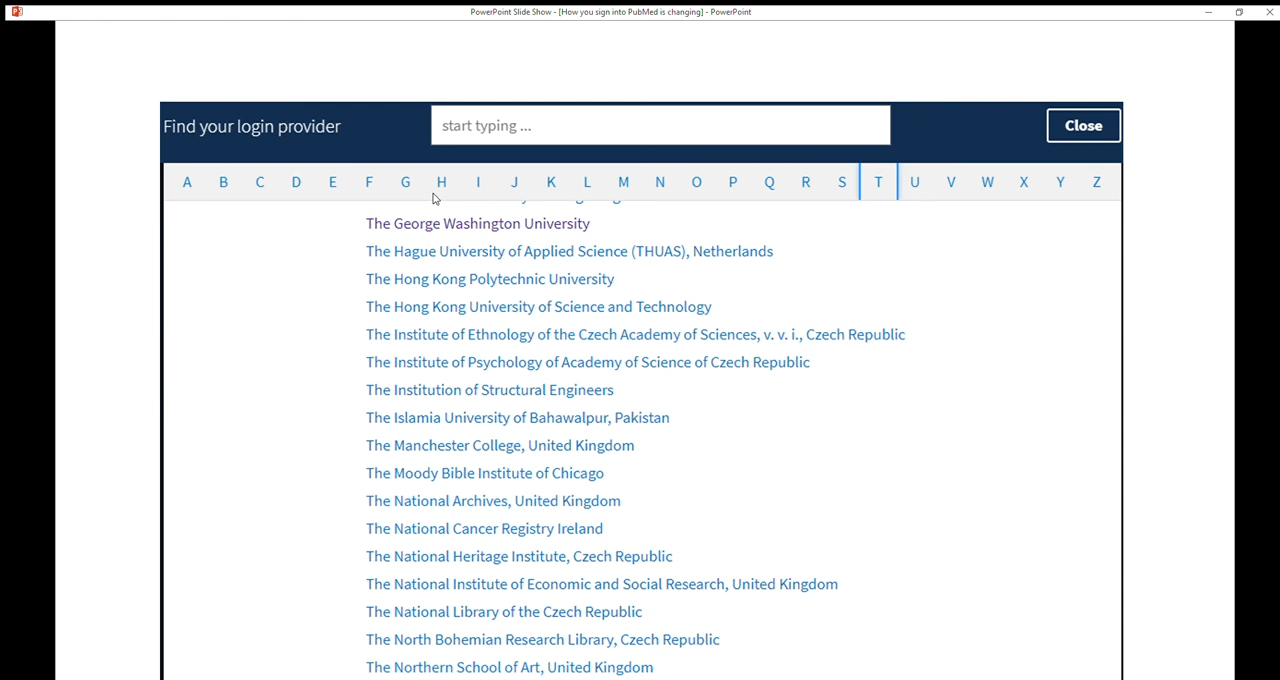 PowerPoint Slide Show - [How you sign into PubMed is changing] - PowerPoint
Find your login provider
start typing ...
Close
A B C D E F G H I J K L M N O P Q R S T U V W X Y Z
The George Washington University
The Hague University of Applied Science (THUAS), Netherlands
The Hong Kong Polytechnic University
The Hong Kong University of Science and Technology
The Institute of Ethnology of the Czech Academy of Sciences, v. v. i., Czech Republic
The Institute of Psychology of Academy of Science of Czech Republic
The Institution of Structural Engineers
The Islamia University of Bahawalpur, Pakistan
The Manchester College, United Kingdom
The Moody Bible Institute of Chicago
The National Archives, United Kingdom
The National Cancer Registry Ireland
The National Heritage Institute, Czech Republic
The National Institute of Economic and Social Research, United Kingdom
The National Library of the Czech Republic
The North Bohemian Research Library, Czech Republic
The Northern School of Art, United Kingdom